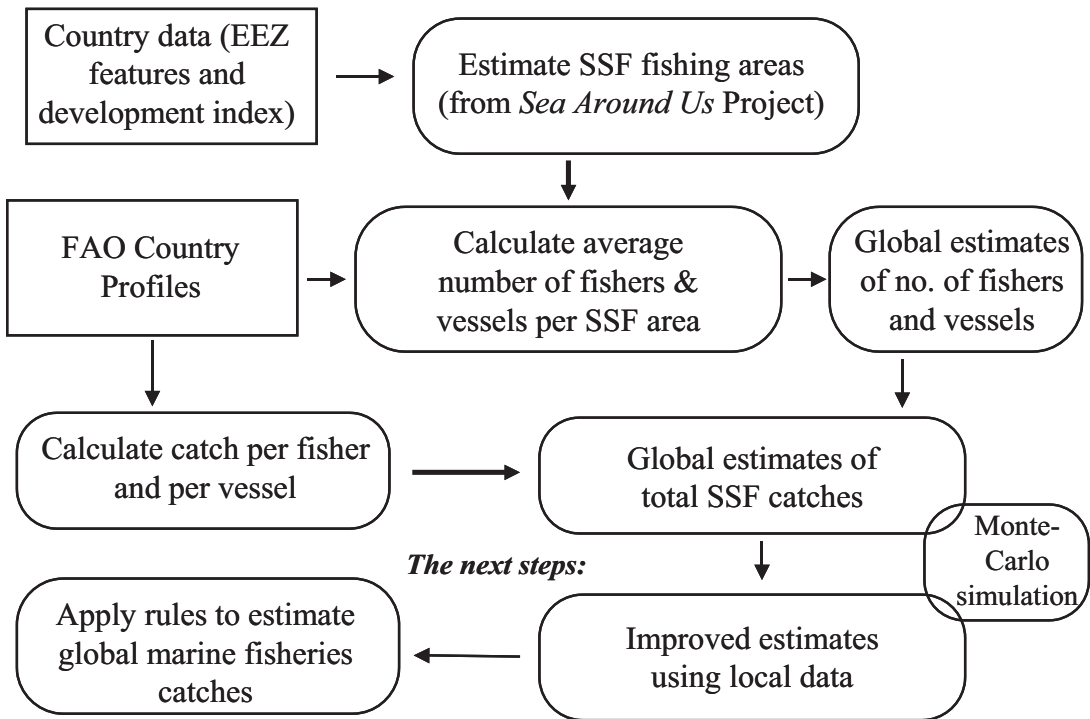 Country data (EEZ
features and
development index)
Estimate SSF fishing areas
(from Sea Around Us Project)
FAO Country
Profiles
Calculate average
number of fishers &
vessels per SSF area
Global estimates
of no. of fishers
and vessels
Calculate catch per fisher
and per vessel
Global estimates of
total SSF catches
Monte-
Carlo
simulation
The next steps:
Apply rules to estimate
global marine fisheries
catches
Improved estimates
using local data